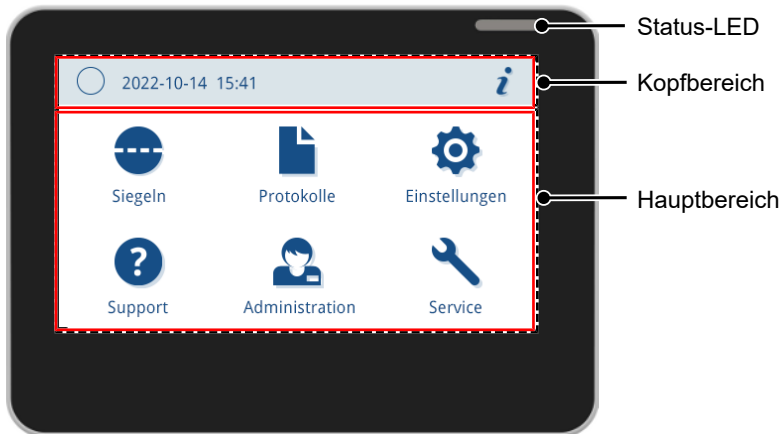 Status-LED
2022-10-14 15:41 i
Kopfbereich
Siegeln Protokolle Einstellungen
Hauptbereich
?
Support Administration Service